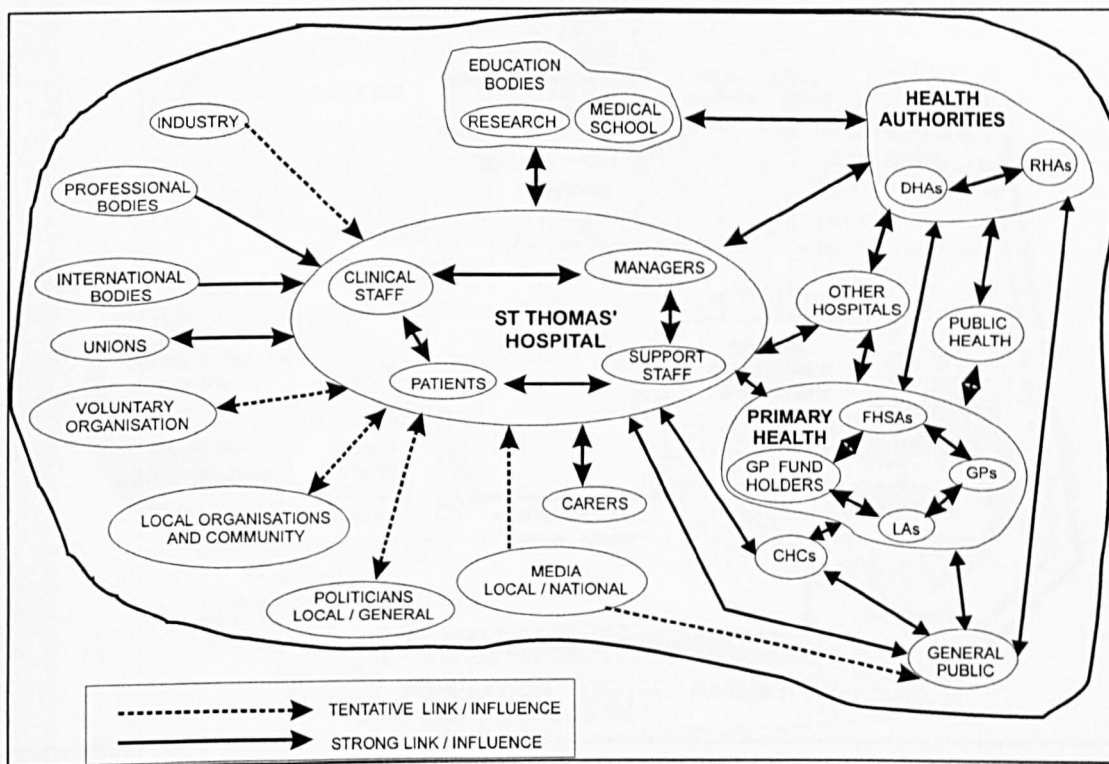 EDUCATION
BODIES
RESEARCH
MEDICAL
SCHOOL
HEALTH
AUTHORITIES
RHAs
DHAs
INDUSTRY
PROFESSIONAL
BODIES
INTERNATIONAL
BODIES
UNIONS
VOLUNTARY
ORGANISATION
LOCAL ORGANISATIONS
AND COMMUNITY
POLITICIANS
LOCAL / GENERAL
MEDIA
LOCAL / NATIONAL
CARERS
CLINICAL
STAFF
MANAGERS
ST THOMAS'
HOSPITAL
PATIENTS
SUPPORT
STAFF
OTHER
HOSPITALS
PUBLIC
HEALTH
PRIMARY
HEALTH
FHSAs
GP FUND
HOLDERS
GPs
LAs
CHCs
GENERAL
PUBLIC
TENTATIVE LINK / INFLUENCE
STRONG LINK / INFLUENCE